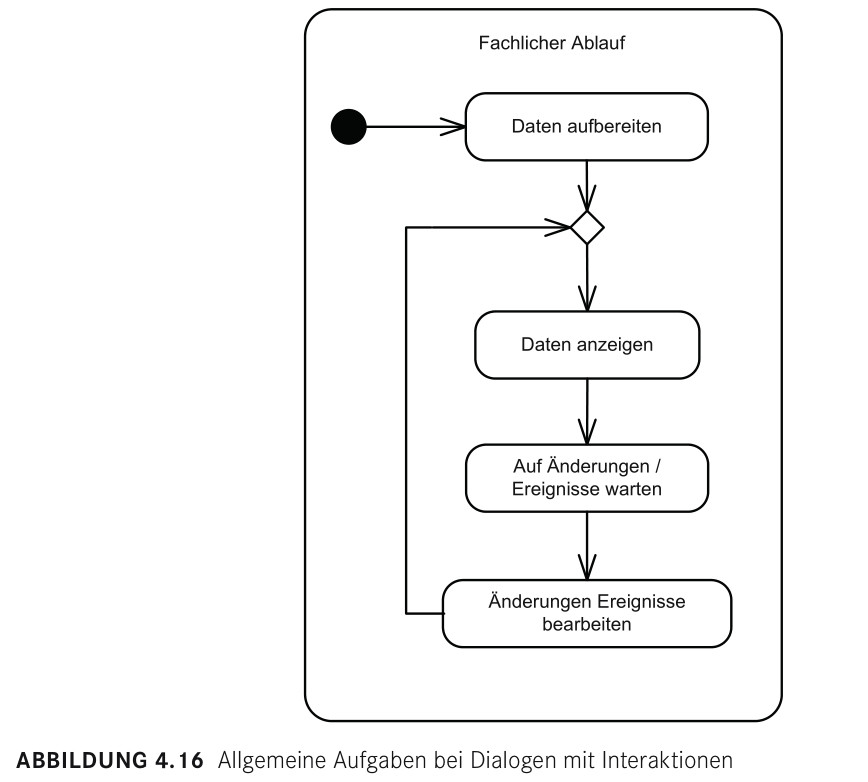 Fachlicher Ablauf
Daten aufbereiten
Daten anzeigen
Auf Änderungen /
Ereignisse warten
Änderungen Ereignisse
bearbeiten
ABBILDUNG 4.16 Allgemeine Aufgaben bei Dialogen mit Interaktionen